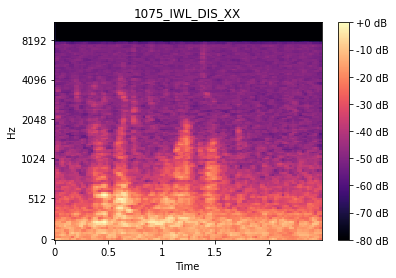 1075_IWL_DIS_XX
8192
4096
2048
1024
512
0
Hz
0
0.5
1
1.5
2
Time
+0 dB
-10 dB
-20 dB
-30 dB
-40 dB
-50 dB
-60 dB
-70 dB
-80 dB